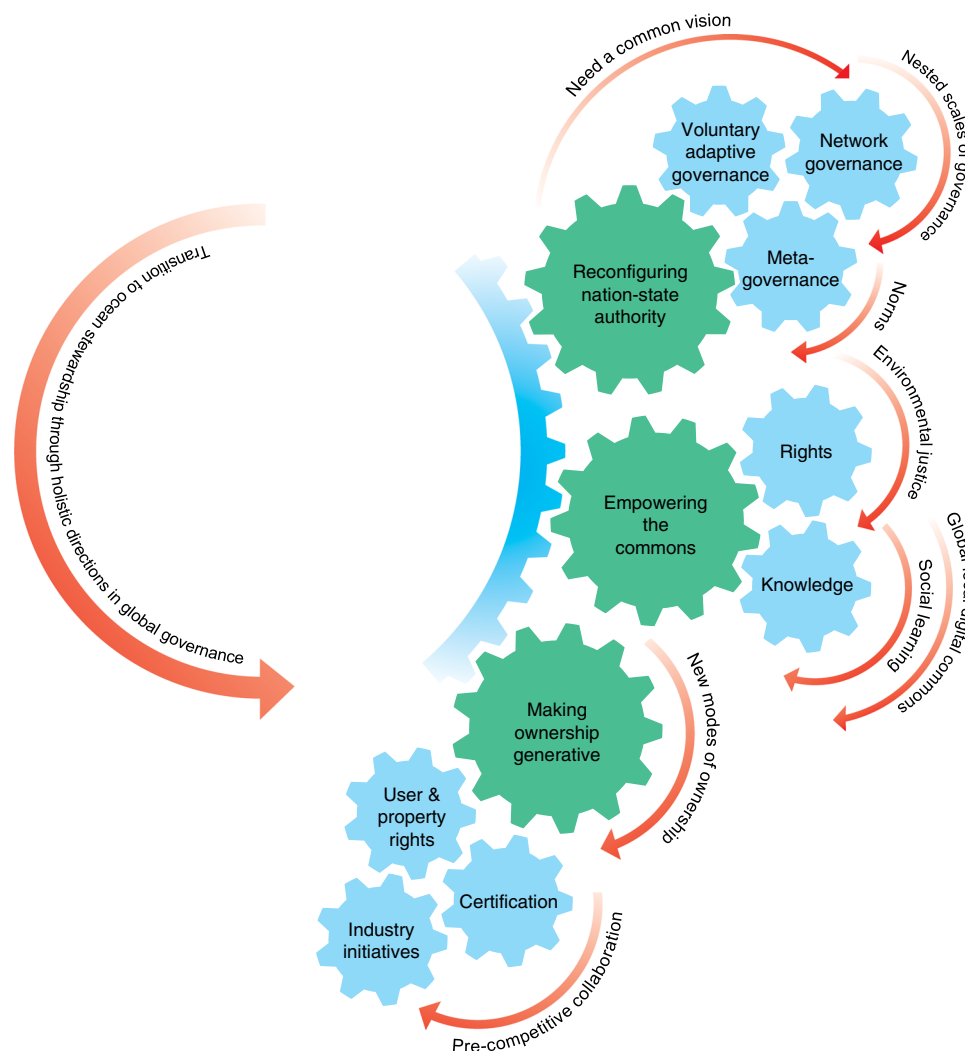 Need a common vision
Nested scales of governance
Voluntary
adaptive
governance
Network
governance
Meta-
governance
Norms
Reconfiguring
nation-state
authority
Transition to ocean stewardship through holistic directions in global governance
Environmental justice
Rights
Empowering
the
commons
Knowledge
Social learning
Global digital commons
New modes of ownership
Making
ownership
generative
User &
property
rights
Certification
Industry
initiatives
Pre-competitive collaboration